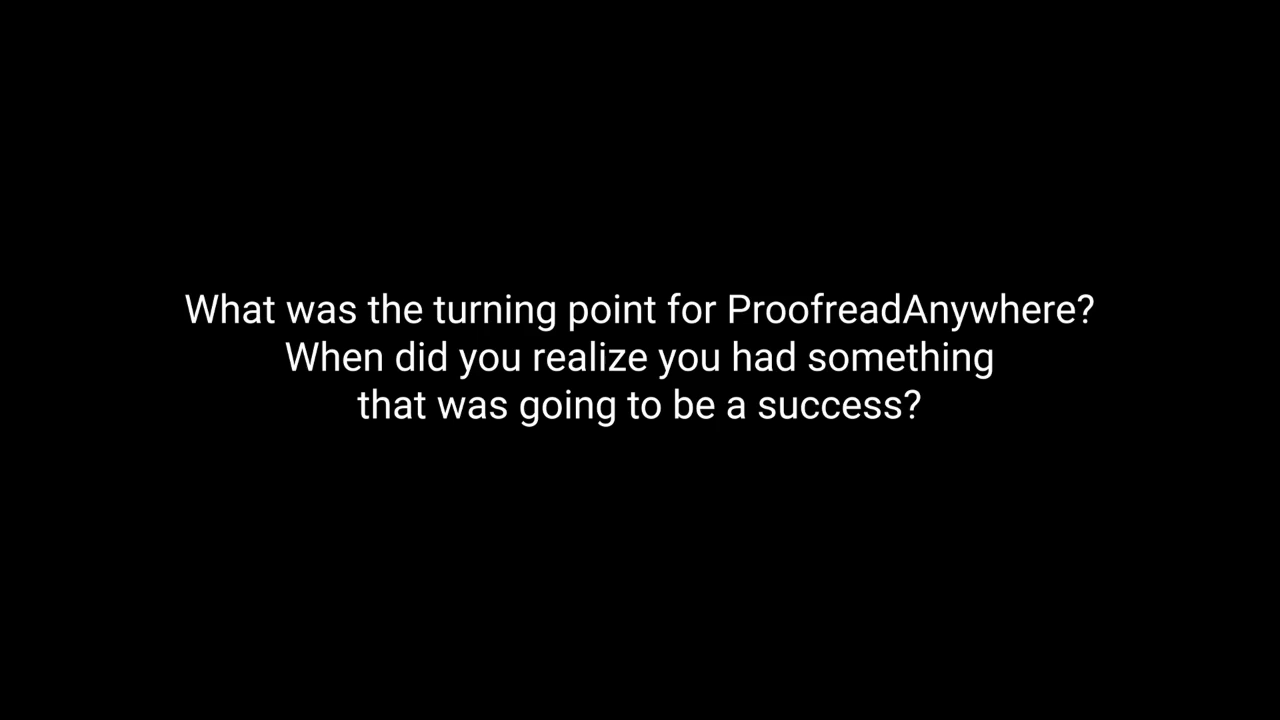 What was the turning point for ProofreadAnywhere?
When did you realize you had something
that was going to be a success?